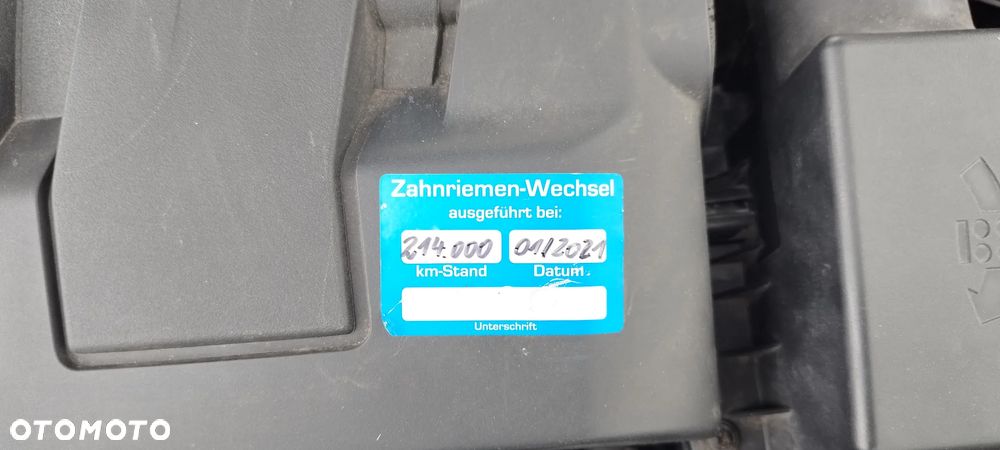 Zahnriemen-Wechsel
ausgeführt bei:
214.000 01/2021
km-Stand Datum
Unterschrift
B
OTOMOTO